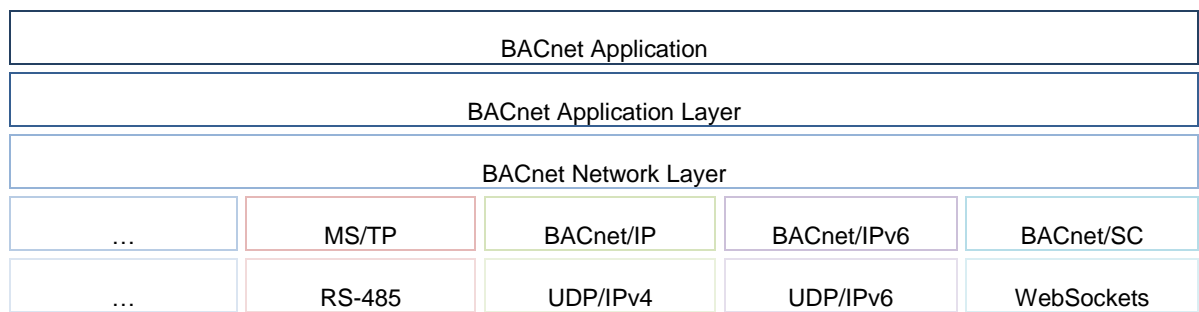 BACnet Application
BACnet Application Layer
BACnet Network Layer
… MS/TP BACnet/IP BACnet/IPv6 BACnet/SC
… RS-485 UDP/IPv4 UDP/IPv6 WebSockets